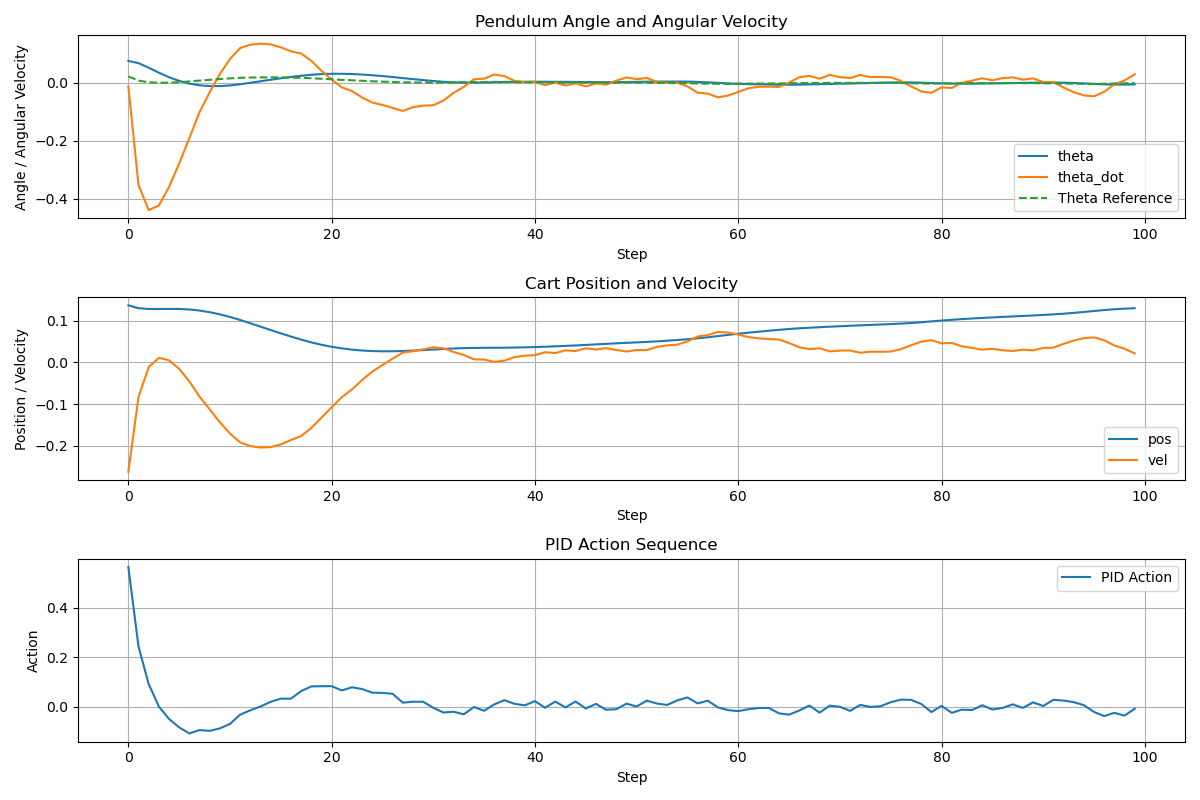 Pendulum Angle and Angular Velocity
Angle / Angular Velocity
0.0
−0.2
−0.4
theta
theta_dot
Theta Reference
0 20 40 60 80 100
Step
Cart Position and Velocity
Position / Velocity
0.1
0.0
−0.1
−0.2
pos
vel
0 20 40 60 80 100
Step
PID Action Sequence
Action
0.4
0.2
0.0
PID Action
0 20 40 60 80 100
Step